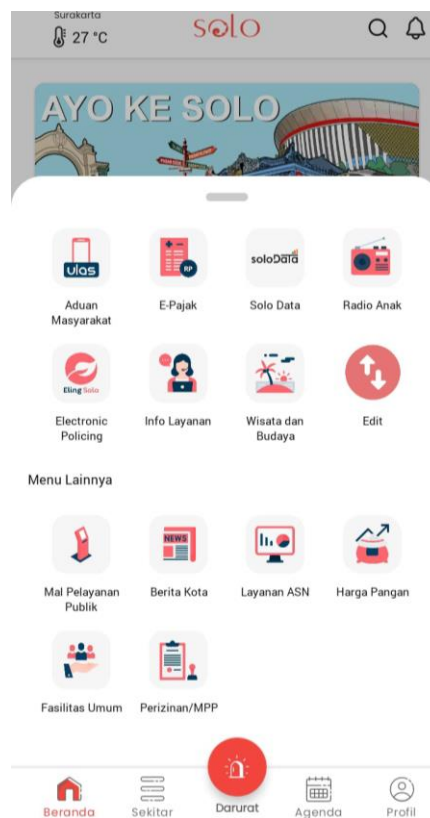 Surakarta
27 °C
solo
AYO KE SOLO
ulas
RP
soloData
Aduan
Masyarakat
E-Pajak
Solo Data
Radio Anak
Eling Solo
Electronic
Policing
Info Layanan
Wisata dan
Budaya
Edit
Menu Lainnya
NEWS
Mal Pelayanan
Publik
Berita Kota
Layanan ASN
Harga Pangan
Fasilitas Umum
Perizinan/MPP
Beranda
Sekitar
Darurat
Agenda
Profil